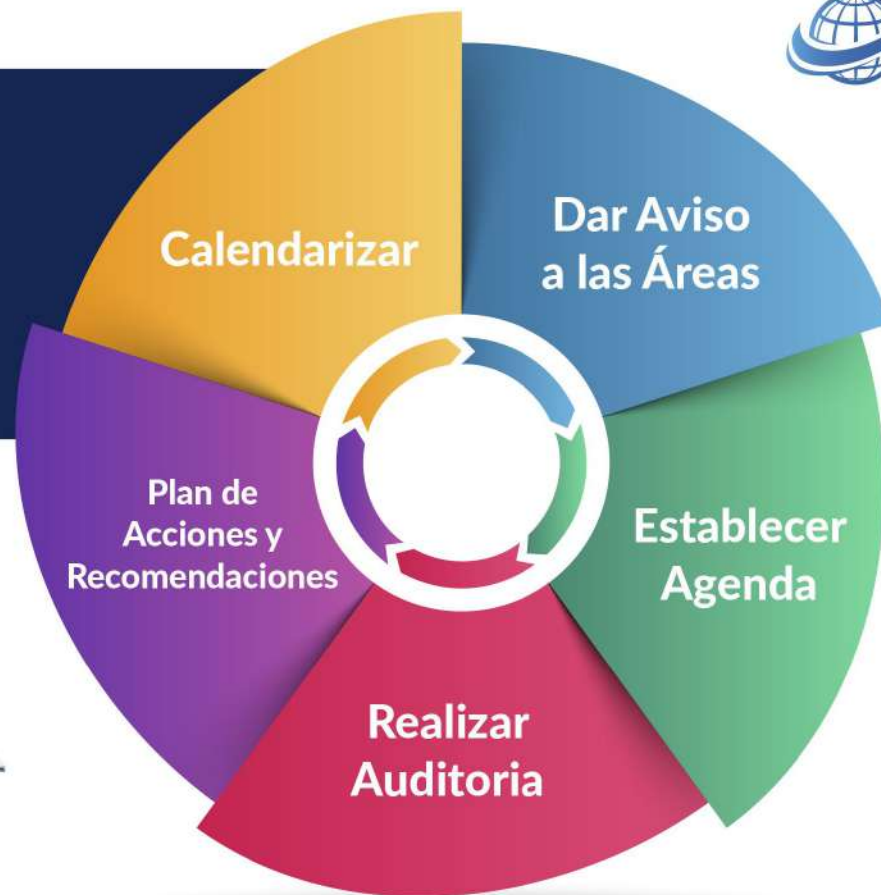 Calendarizar
Dar Aviso
a las Áreas
Establecer
Agenda
Realizar
Auditoria
Plan de
Acciones y
Recomendaciones